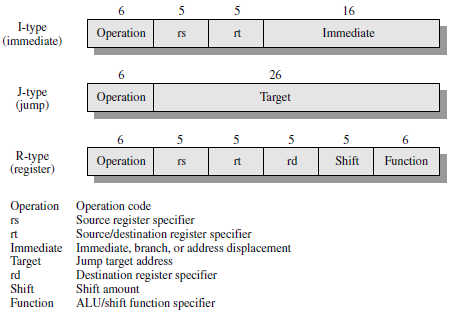 6 5 5 16
I-type
(immediate)
Operation rs rt Immediate
6 26
J-type
(jump)
Operation Target
6 5 5 5 5 6
R-type
(register)
Operation rs rt rd Shift Function
Operation Operation code
rs Source register specifier
rt Source/destination register specifier
Immediate Immediate, branch, or address displacement
Target Jump target address
rd Destination register specifier
Shift Shift amount
Function ALU/shift function specifier